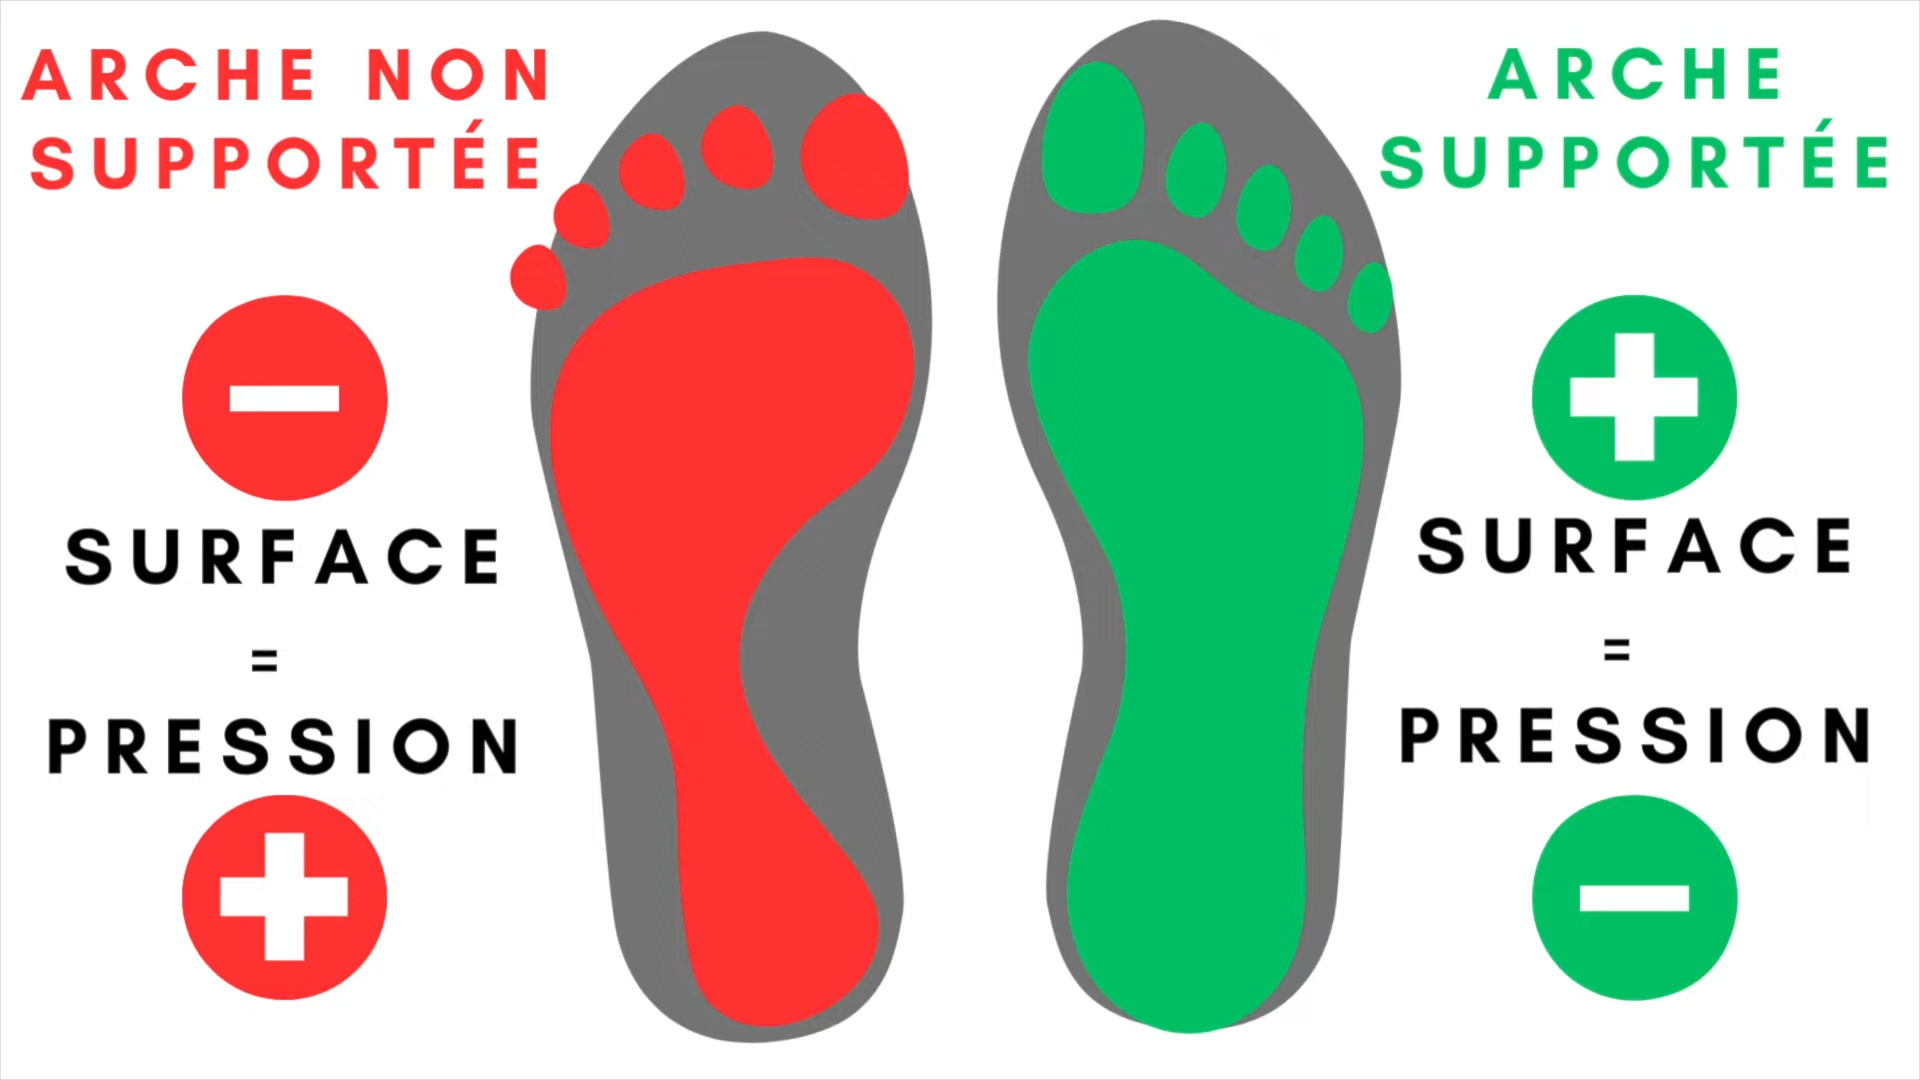 ARCHE NON
SUPPORTÉE
SURFACE
=
PRESSION
ARCHE
SUPPORTÉE
SURFACE
=
PRESSION